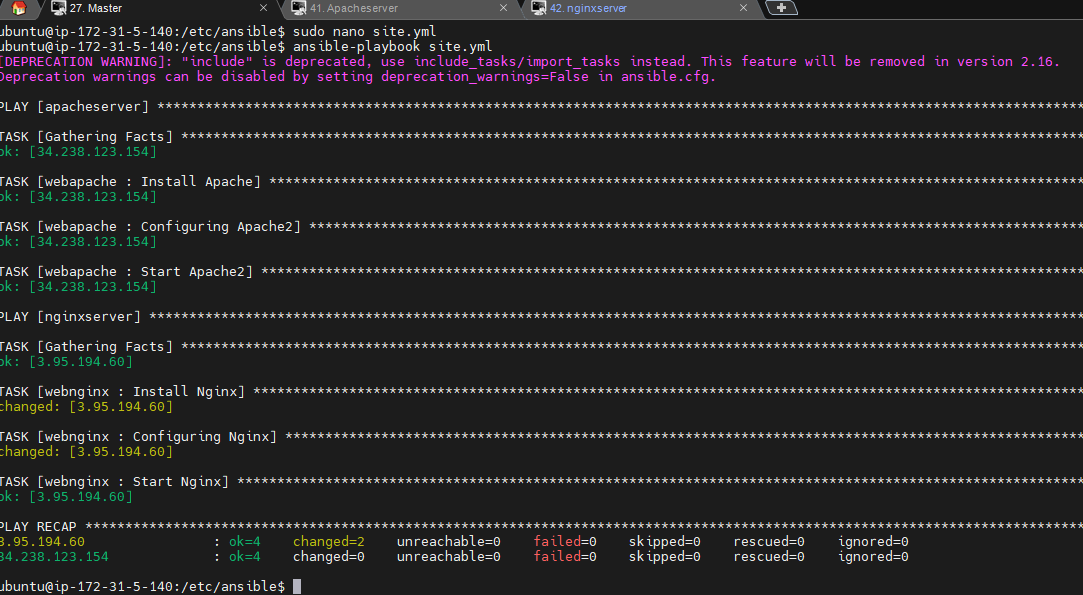 27. Master
41. Apacheserver
42. nginxserver
ubuntu@ip-172-31-5-140:/etc/ansible$ sudo nano site.yml
ubuntu@ip-172-31-5-140:/etc/ansible$ ansible-playbook site.yml
[DEPRECATION WARNING]: "include" is deprecated, use include_tasks/import_tasks instead. This feature will be removed in version 2.16.
Deprecation warnings can be disabled by setting deprecation_warnings=False in ansible.cfg.
PLAY [apacheserver] ********************************************************************************************************************
TASK [Gathering Facts] *****************************************************************************************************************
ok: [34.238.123.154]
TASK [webapache : Install Apache] ******************************************************************************************************
ok: [34.238.123.154]
TASK [webapache : Configuring Apache2] *************************************************************************************************
ok: [34.238.123.154]
TASK [webapache : Start Apache2] *******************************************************************************************************
ok: [34.238.123.154]
PLAY [nginxserver] *********************************************************************************************************************
TASK [Gathering Facts] *****************************************************************************************************************
ok: [3.95.194.60]
TASK [webnginx : Install Nginx] ********************************************************************************************************
changed: [3.95.194.60]
TASK [webnginx : Configuring Nginx] ****************************************************************************************************
changed: [3.95.194.60]
TASK [webnginx : Start Nginx] **********************************************************************************************************
ok: [3.95.194.60]
PLAY RECAP *****************************************************************************************************************************
3.95.194.60 : ok=4 changed=2 unreachable=0 failed=0 skipped=0 rescued=0 ignored=0
34.238.123.154 : ok=4 changed=0 unreachable=0 failed=0 skipped=0 rescued=0 ignored=0
ubuntu@ip-172-31-5-140:/etc/ansible$